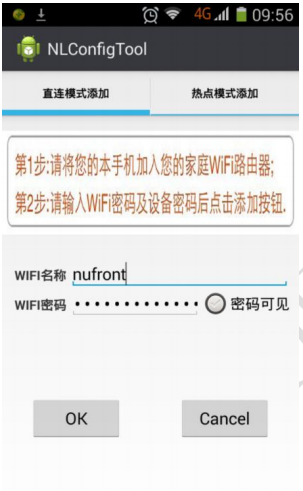 4G 09:56
NLConfigTool
直连模式添加 热点模式添加
第1步:请将您的本手机加入您的家庭WiFi路由器;
第2步:请输入WiFi密码及设备密码后点击添加按钮.
WIFI名称 nufront
WIFI密码 ・・・・・・・・・・・・・ 密码可见
OK Cancel